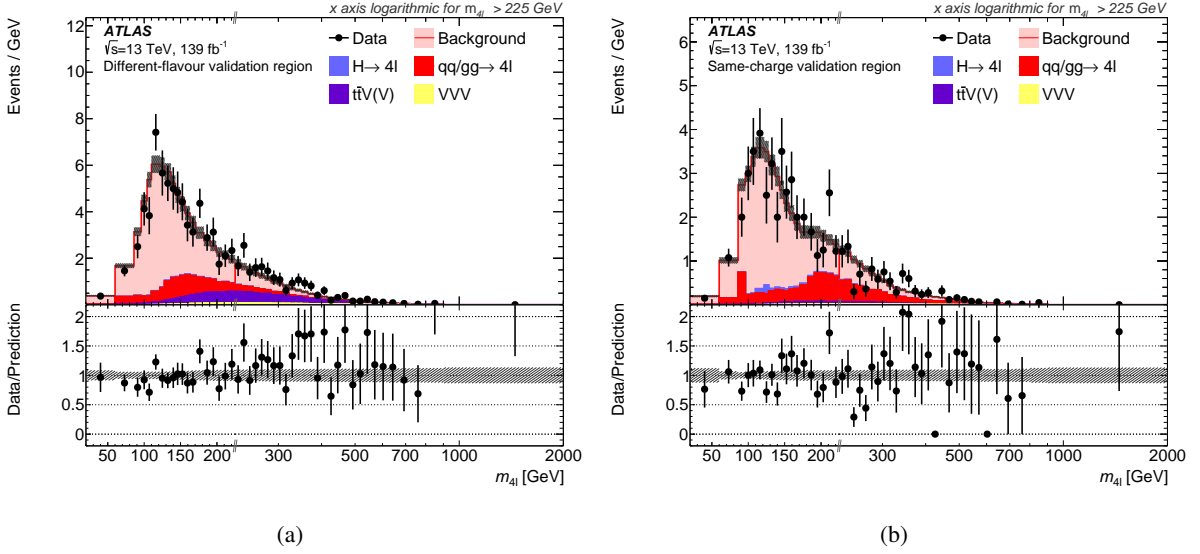 x axis logarithmic for m4l > 225 GeV
Events / GeV
12
10
8
6
4
2
ATLAS
√s=13 TeV, 139 fb-1
Different-flavour validation region
Data
Background
H→ 4l
qq/gg→ 4l
tt̄V(V)
VVV
Data/Prediction
2
1.5
1
0.5
0
50 100 150 200 300 400 500 700 1000 2000
m4l [GeV]
(a)
x axis logarithmic for m4l > 225 GeV
Events / GeV
6
5
4
3
2
1
ATLAS
√s=13 TeV, 139 fb-1
Same-charge validation region
Data
Background
H→ 4l
qq/gg→ 4l
tt̄V(V)
VVV
Data/Prediction
2
1.5
1
0.5
0
50 100 150 200 300 400 500 700 1000 2000
m4l [GeV]
(b)